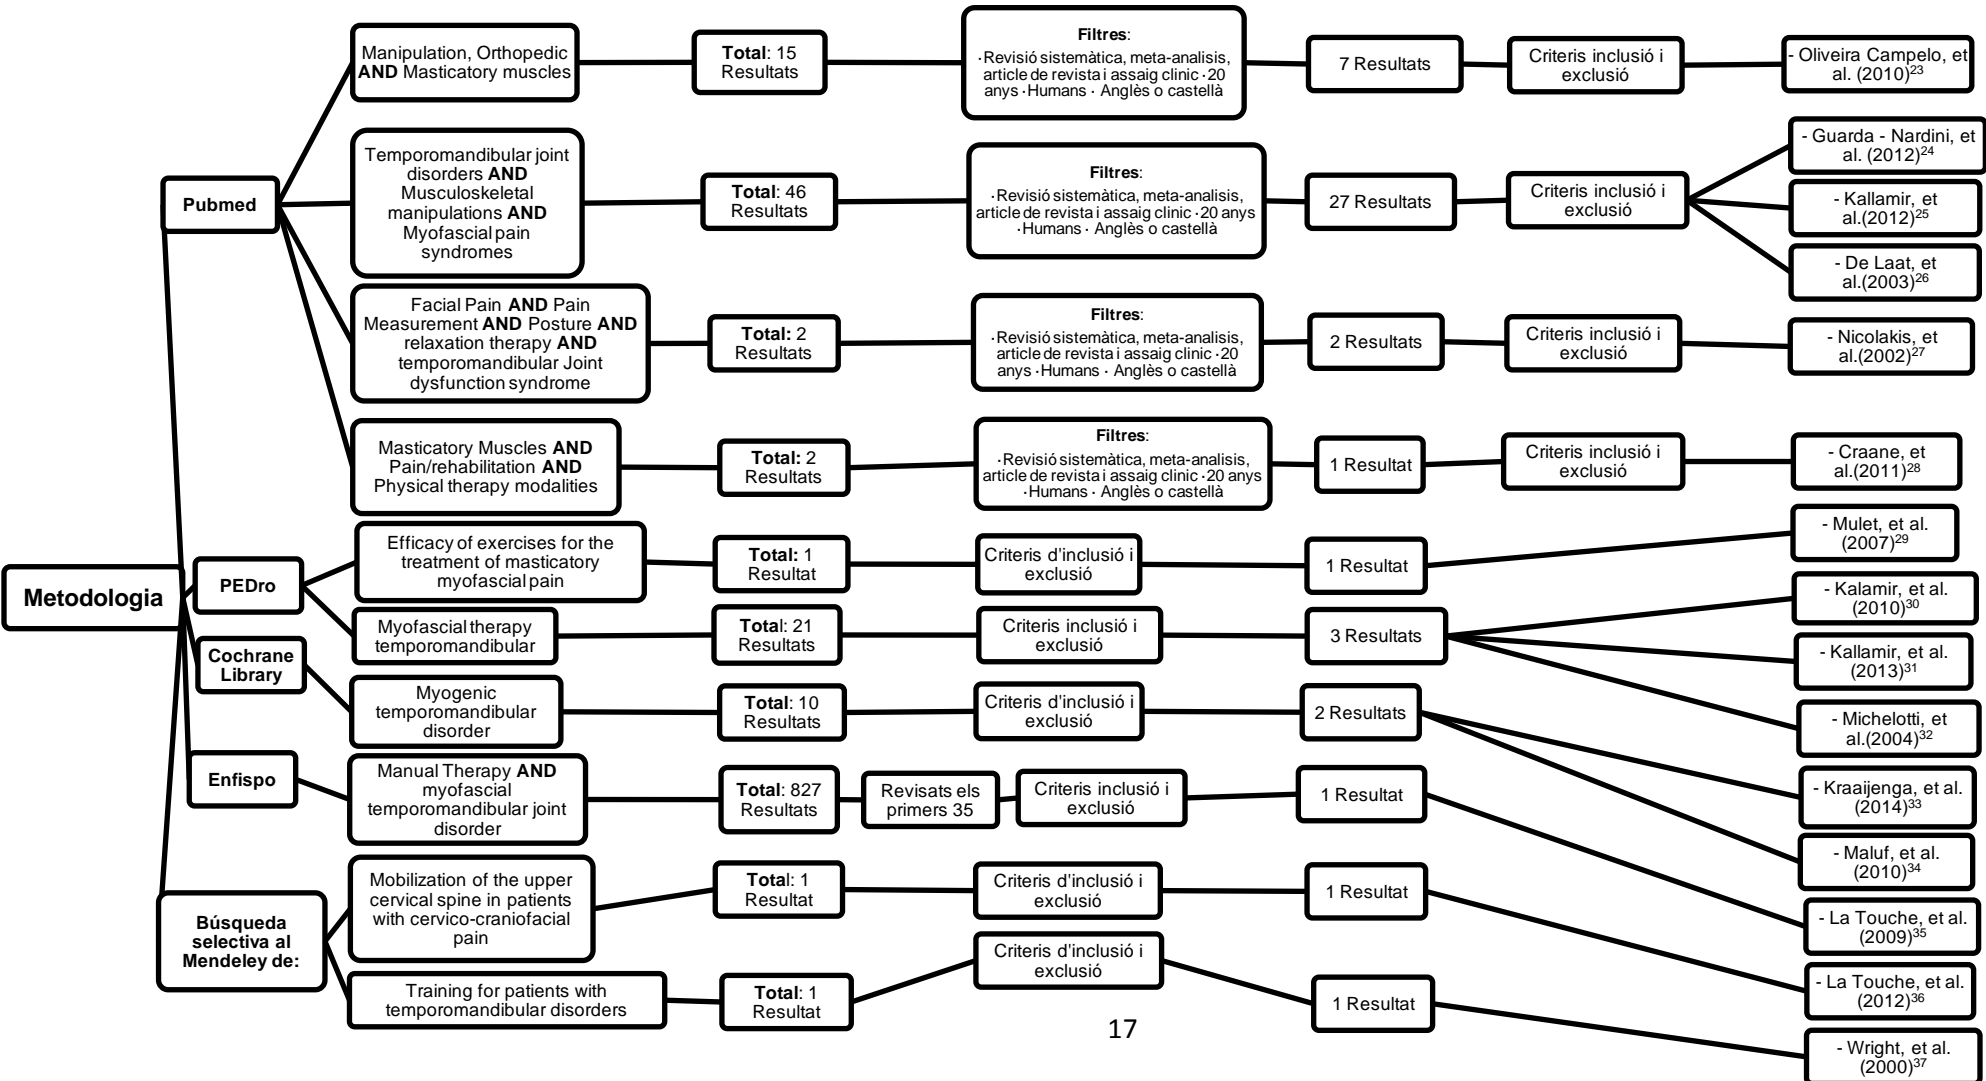 Metodologia
Pubmed
Manipulation, Orthopedic
AND Masticatory muscles
Total: 15
Resultats
Filtres:
·Revisió sistemàtica, meta-analisis,
article de revista i assaig clinic ·20
anys ·Humans · Anglès o castellà
7 Resultats
Criteris inclusió i
exclusió
- Oliveira Campelo, et
al. (2010)23
Temporomandibular joint
disorders AND
Musculoskeletal
manipulations AND
Myofascial pain
syndromes
Total: 46
Resultats
Filtres:
·Revisió sistemàtica, meta-analisis,
article de revista i assaig clinic ·20 anys
·Humans · Anglès o castellà
27 Resultats
Criteris inclusió i
exclusió
- Guarda - Nardini, et
al. (2012)24
- Kallamir, et
al.(2012)25
- De Laat, et
al.(2003)26
Facial Pain AND Pain
Measurement AND Posture AND
relaxation therapy AND
temporomandibular Joint
dysfunction syndrome
Total: 2
Resultats
Filtres:
·Revisió sistemàtica, meta-analisis,
article de revista i assaig clinic ·20
anys ·Humans · Anglès o castellà
2 Resultats
Criteris inclusió i
exclusió
- Nicolakis, et
al.(2002)27
Masticatory Muscles AND
Pain/rehabilitation AND
Physical therapy modalities
Total: 2
Resultats
Filtres:
·Revisió sistemàtica, meta-analisis,
article de revista i assaig clinic ·20 anys
·Humans · Anglès o castellà
1 Resultat
Criteris inclusió i
exclusió
- Craane, et
al.(2011)28
PEDro
Efficacy of exercises for the
treatment of masticatory
myofascial pain
Total: 1
Resultat
Criteris d'inclusió i
exclusió
1 Resultat
- Mulet, et al.
(2007)29
Myofascial therapy
temporomandibular
Total: 21
Resultats
Criteris inclusió i
exclusió
3 Resultats
- Kalamir, et al.
(2010)30
- Kallamir, et al.
(2013)31
- Michelotti, et
al.(2004)32
Cochrane
Library
Myogenic
temporomandibular
disorder
Total: 10
Resultats
Criteris d'inclusió i
exclusió
2 Resultats
- Kraaijenga, et al.
(2014)33
- Maluf, et al.
(2010)34
Enfispo
Manual Therapy AND
myofascial
temporomandibular joint
disorder
Total: 827
Resultats
Revisats els
primers 35
Criteris inclusió i
exclusió
1 Resultat
- La Touche, et al.
(2009)35
Búsqueda
selectiva al
Mendeley de:
Mobilization of the upper
cervical spine in patients
with cervico-craniofacial
pain
Total: 1
Resultat
Criteris d'inclusió i
exclusió
1 Resultat
- La Touche, et al.
(2012)36
Training for patients with
temporomandibular disorders
Total: 1
Resultat
Criteris d'inclusió i
exclusió
1 Resultat
- Wright, et al.
(2000)37
17